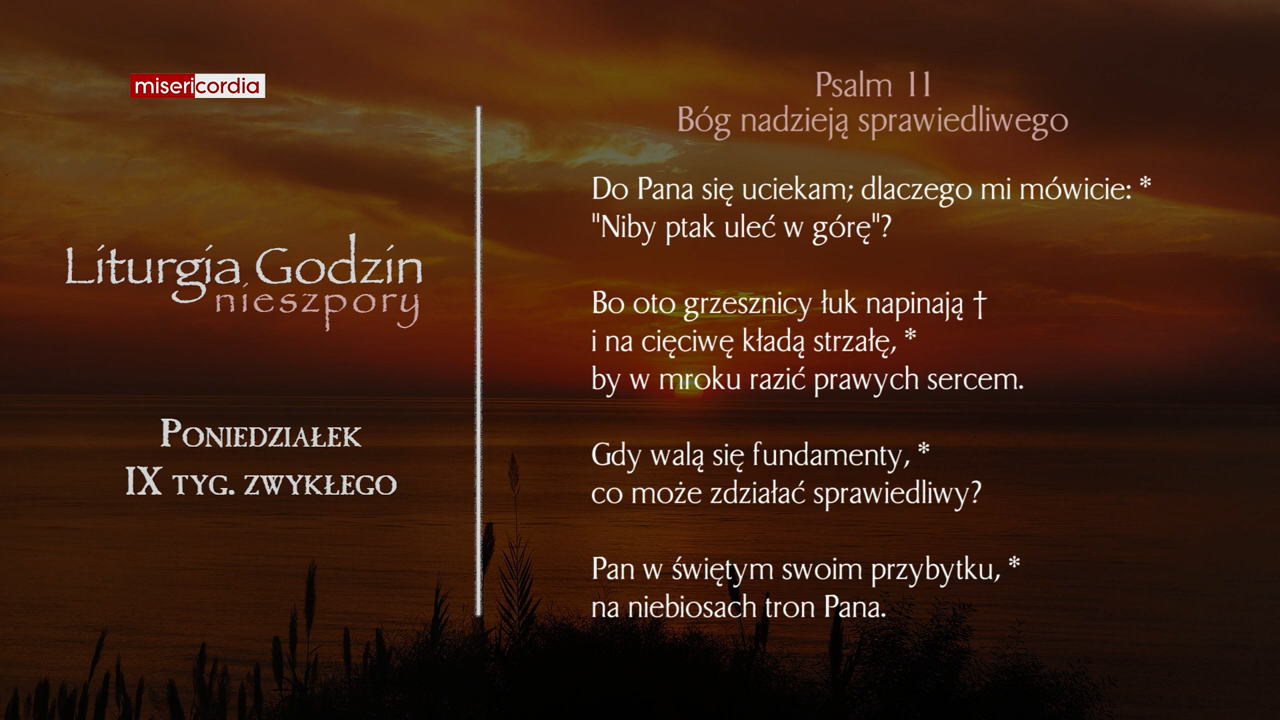 misericordia
Liturgia Godzin
nieszpory
Poniedziałek
IX tyg. zwykłego
Psalm 11
Bóg nadzieją sprawiedliwego
Do Pana się uciekam; dlaczego mi mówicie: *
"Niby ptak uleć w górę"?
Bo oto grzesznicy łuk napinają †
i na cięciwę kładą strzałę, *
by w mroku razić prawych sercem.
Gdy walą się fundamenty, *
co może zdziałać sprawiedliwy?
Pan w świętym swoim przybytku, *
na niebiosach tron Pana.